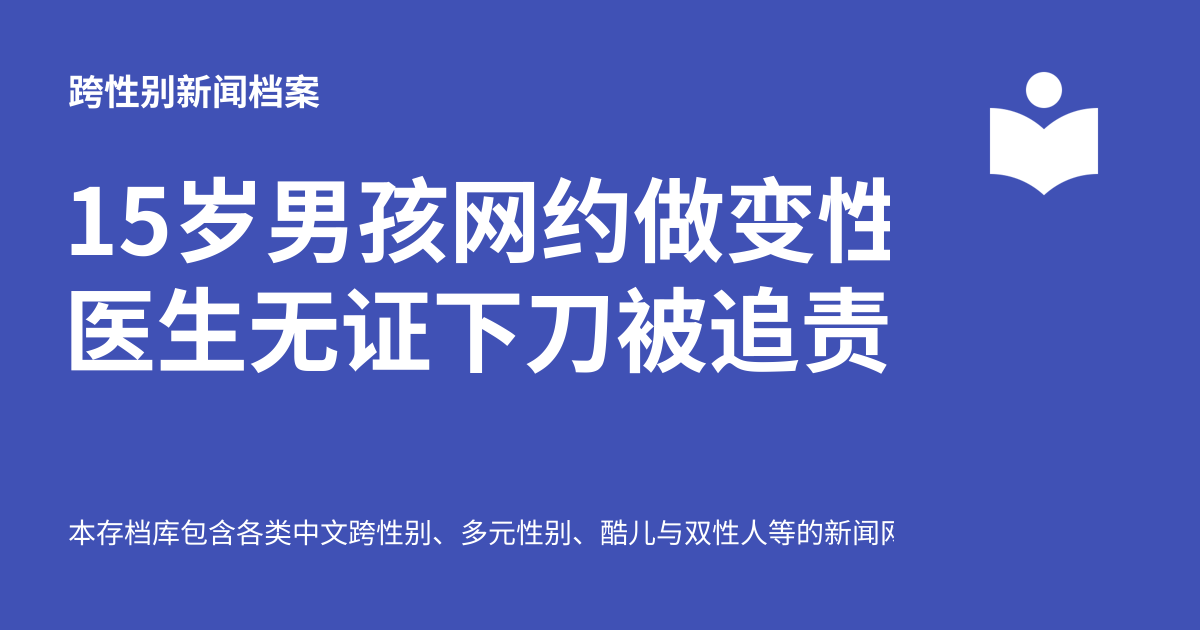 跨性别新闻档案
15岁男孩网约做变性
医生无证下刀被追责
本存档库包含各类中文跨性别、多元性别、酷儿与双性人等的新闻网